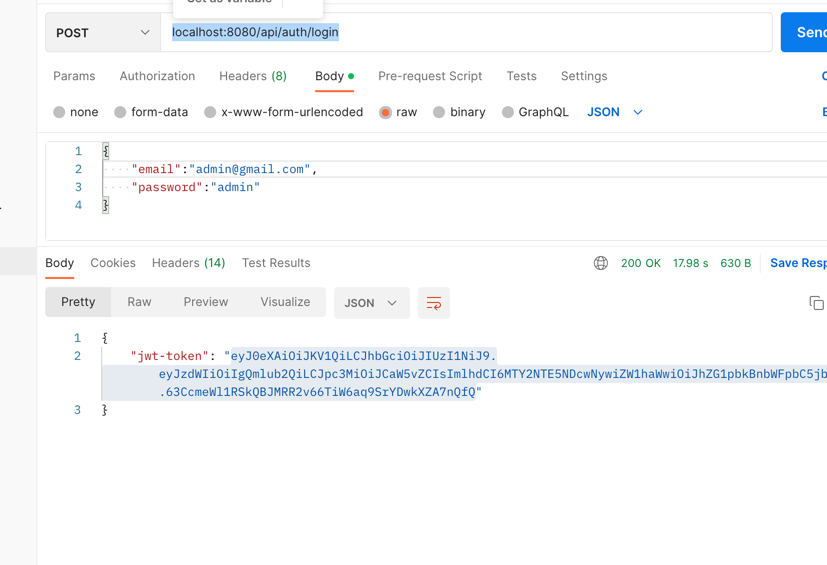 Set as variable
POST localhost:8080/api/auth/login Send
Params Authorization Headers (8) Body Pre-request Script Tests Settings
none form-data x-www-form-urlencoded raw binary GraphQL JSON
1 {
2 "email":"admin@gmail.com",
3 "password":"admin"
4 }
Body Cookies Headers (14) Test Results 200 OK 17.98 s 630 B Save Resp
Pretty Raw Preview Visualize JSON
1 {
2 "jwt-token": "eyJ0eXAiOiJKV1QiLCJhbGciOiJIUzI1NiJ9.
eyJzdWIiOiIgQmlub2QiLCJpc3MiOiJCaW5vZCIsImlhdCI6MTY2NTE5NDcwNywiZW1haWwiOiJhZG1pbkBnbWFpbC5jb
.63CcmeWl1RSkQBJMRR2v66TiW6aq9SrYDwkXZA7nQfQ"
3 }